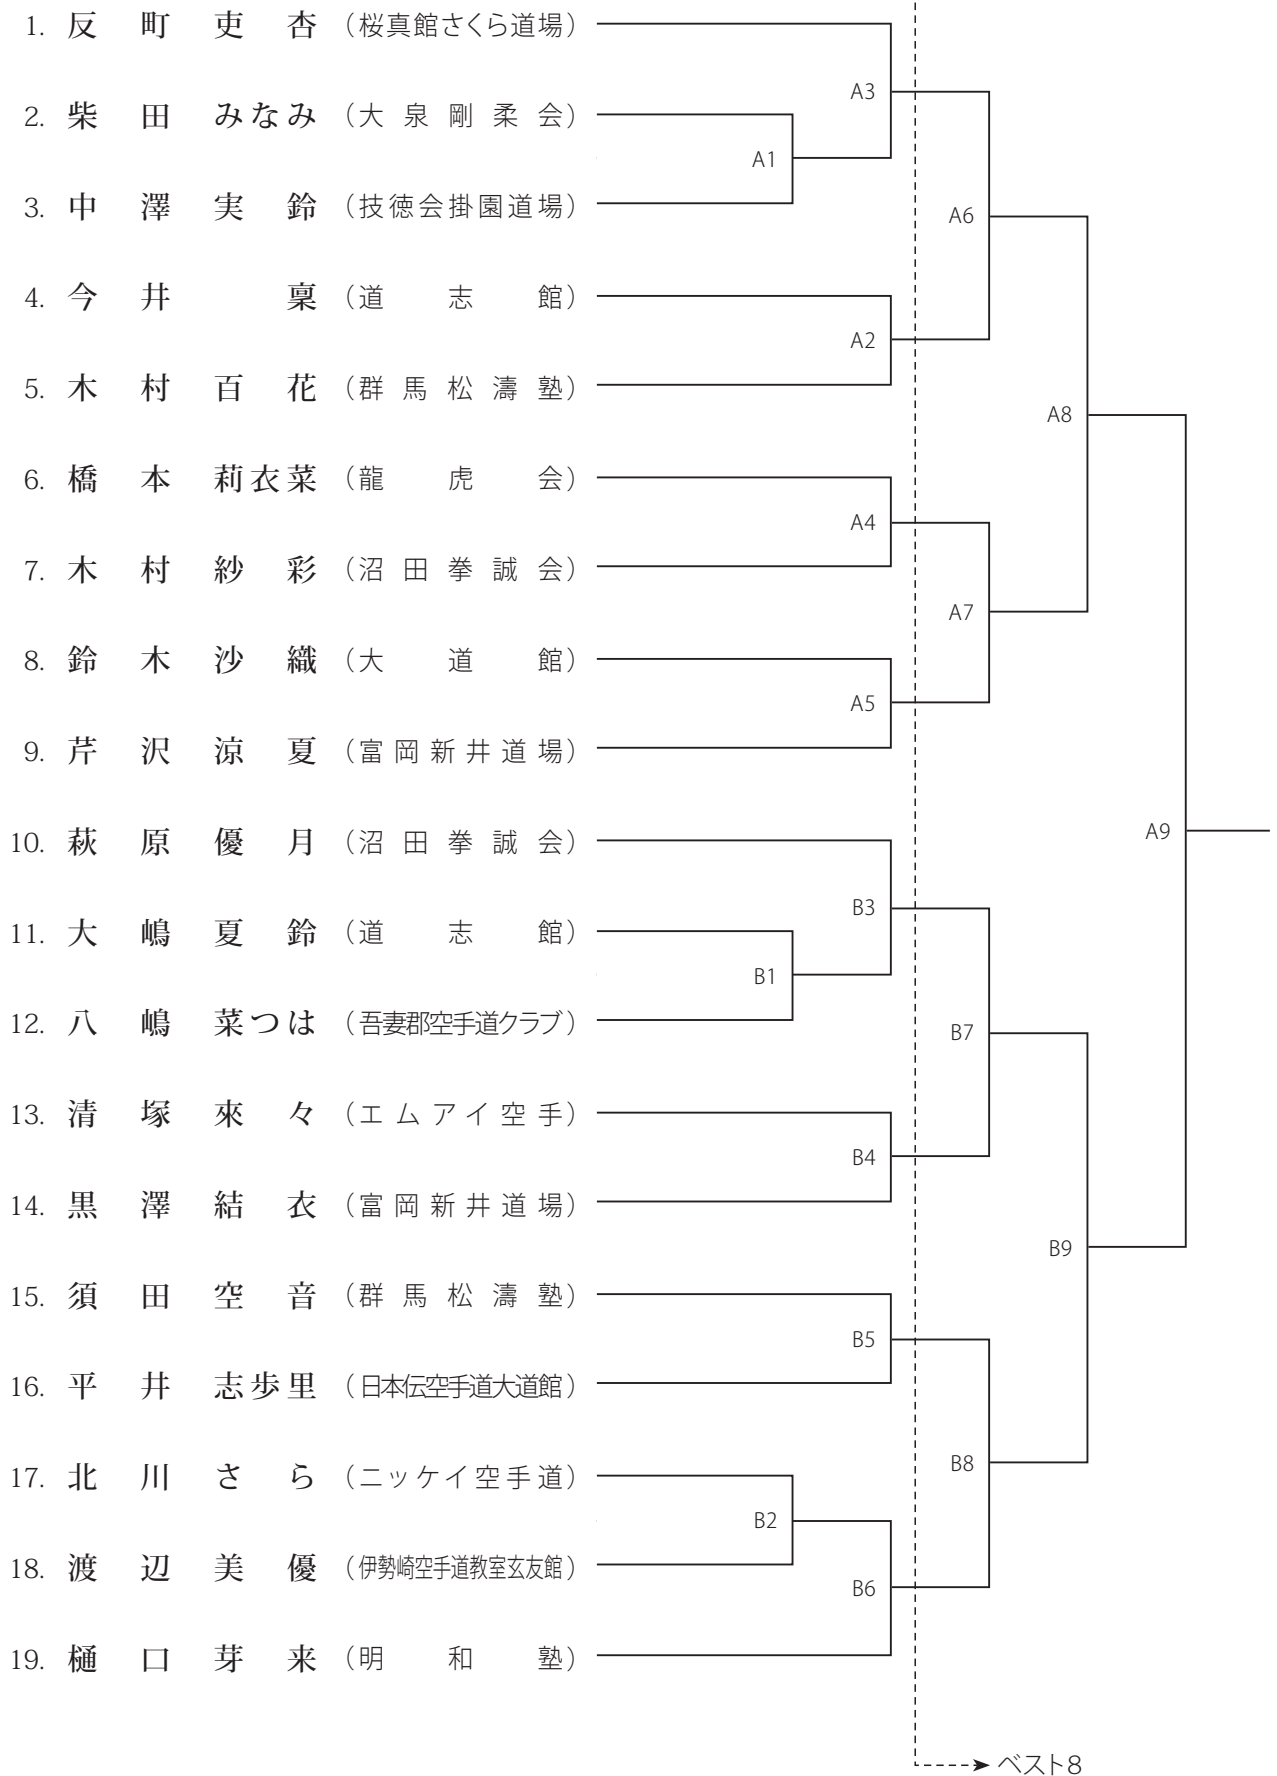 1. 反町吏杏（桜真館さくら道場）
A3
2. 柴田みなみ（大泉剛柔会）
A1
3. 中澤実鈴（技徳会掛園道場）
A6
4. 今井稟（道志館）
A2
5. 木村百花（群馬松濤塾）
A8
6. 橋本莉衣菜（龍虎会）
A4
7. 木村紗彩（沼田拳誠会）
A7
8. 鈴木沙織（大道館）
A5
9. 芹沢涼夏（富岡新井道場）
A9
10. 萩原優月（沼田拳誠会）
B3
11. 大嶋夏鈴（道志館）
B1
12. 八嶋菜つは（吾妻郡空手道クラブ）
B7
13. 清塚來々（エムアイ空手）
B4
14. 黒澤結衣（富岡新井道場）
B9
15. 須田空音（群馬松濤塾）
B5
16. 平井志歩里（日本伝空手道大道館）
B8
17. 北川さら（ニッケイ空手道）
B2
18. 渡辺美優（伊勢崎空手道教室玄友館）
B6
19. 樋口芽来（明和塾）
ベスト8